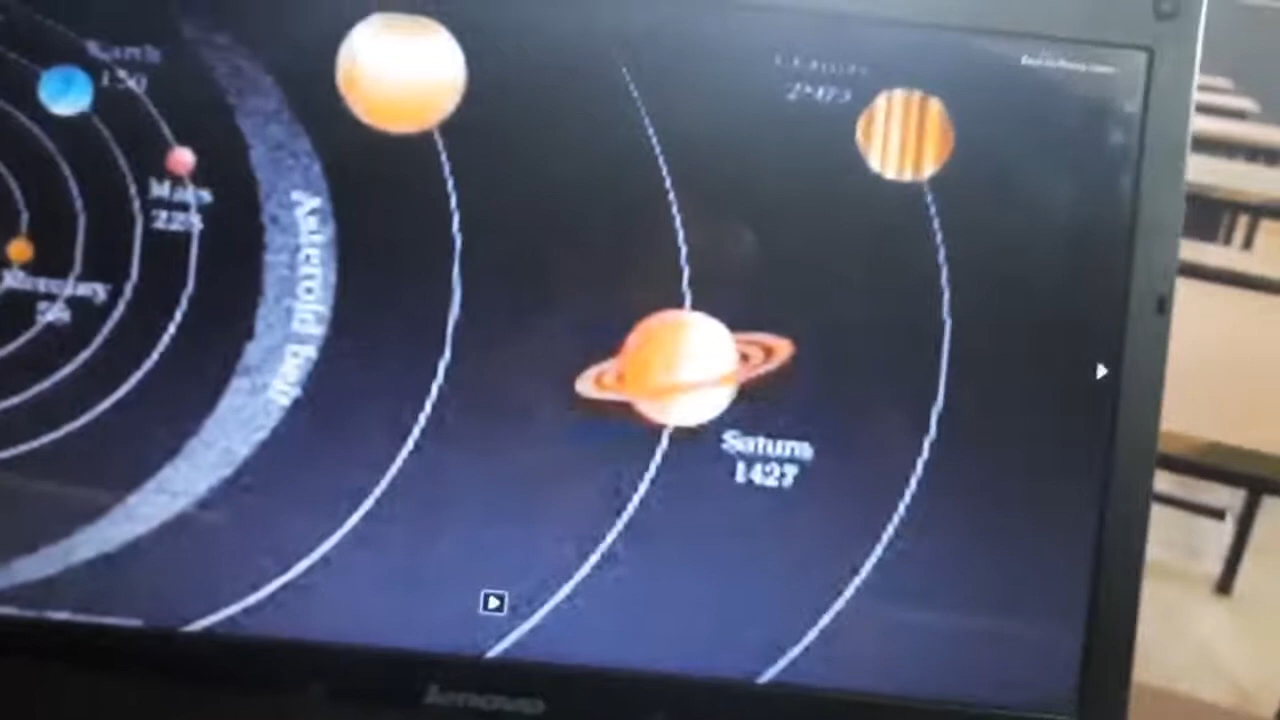 Earth
150
Mars
228
Mercury
58
Asteroid belt
Saturn
1427
lenovo